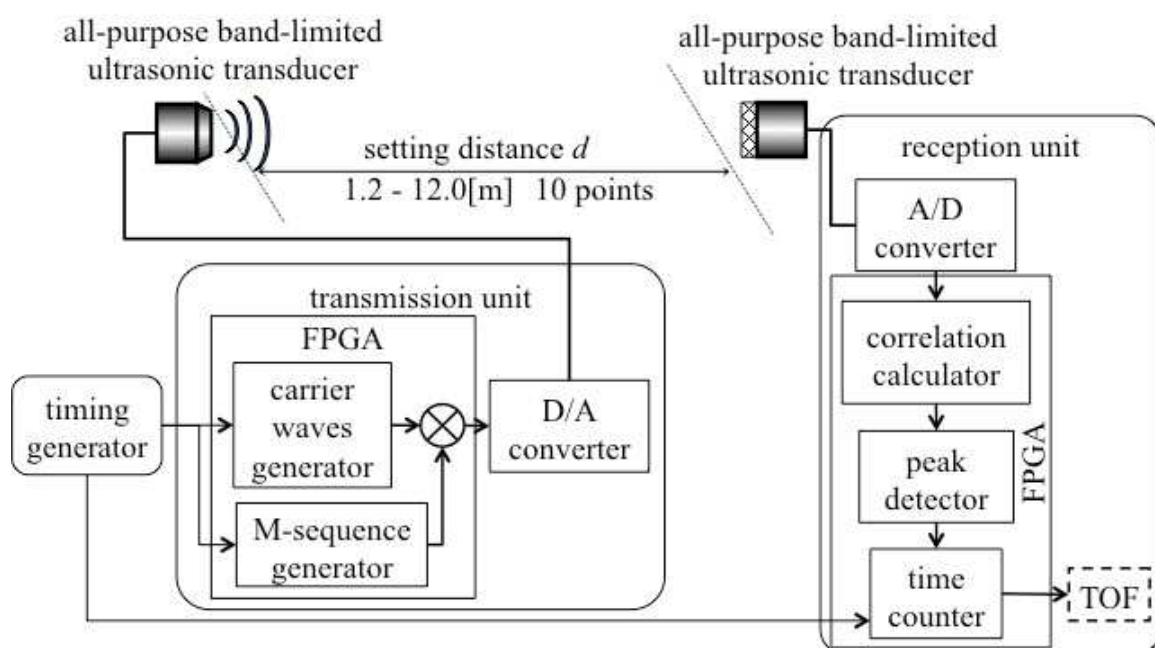 all-purpose band-limited
ultrasonic transducer
all-purpose band-limited
ultrasonic transducer
setting distance d
1.2 - 12.0[m] 10 points
reception unit
A/D
converter
transmission unit
FPGA
correlation
calculator
carrier
waves
generator
timing
generator
D/A
converter
peak
detector
FPGA
M-sequence
generator
time
counter
TOF